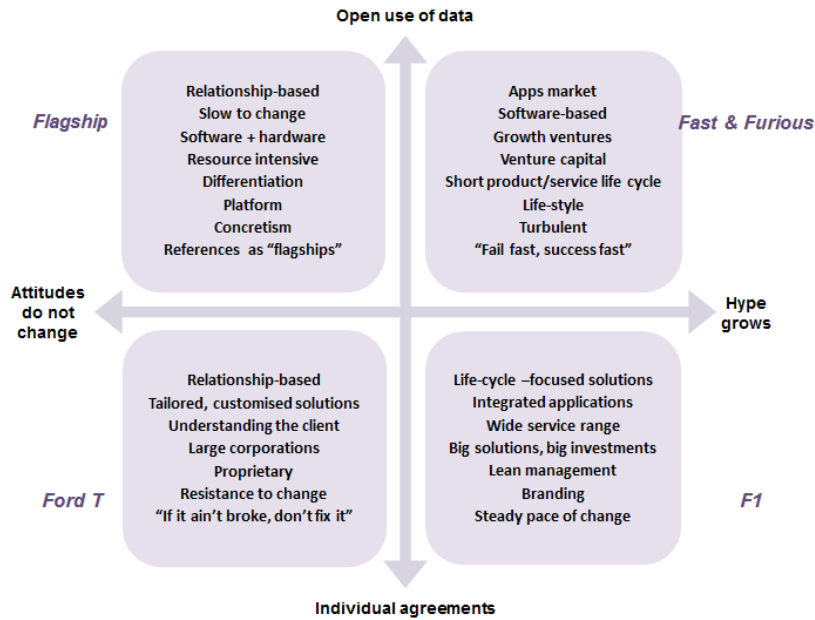 Open use of data
Flagship
Relationship-based
Slow to change
Software + hardware
Resource intensive
Differentiation
Platform
Concretism
References as “flagships”
Apps market
Software-based
Growth ventures
Venture capital
Short product/service life cycle
Life-style
Turbulent
“Fail fast, success fast”
Fast & Furious
Attitudes
do not
change
Hype
grows
Ford T
Relationship-based
Tailored, customised solutions
Understanding the client
Large corporations
Proprietary
Resistance to change
“If it ain’t broke, don’t fix it”
Life-cycle –focused solutions
Integrated applications
Wide service range
Big solutions, big investments
Lean management
Branding
Steady pace of change
F1
Individual agreements